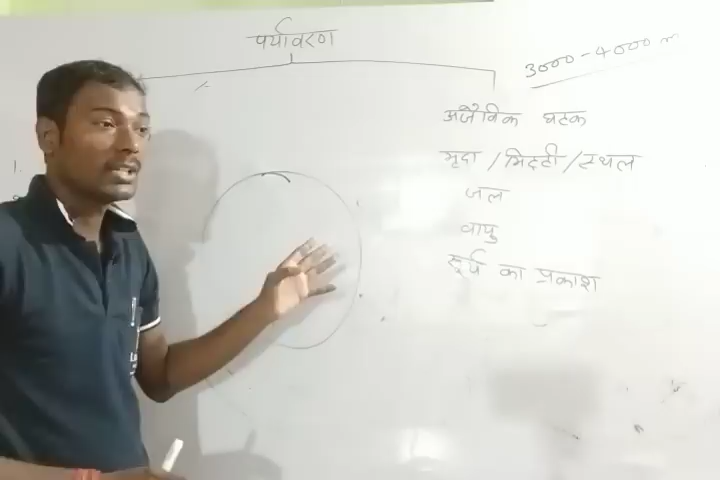 पर्यावरण
3000-4000 m
अजैविक घटक
मृदा / मिट्टी / स्थल
जल
वायु
सूर्य का प्रकाश